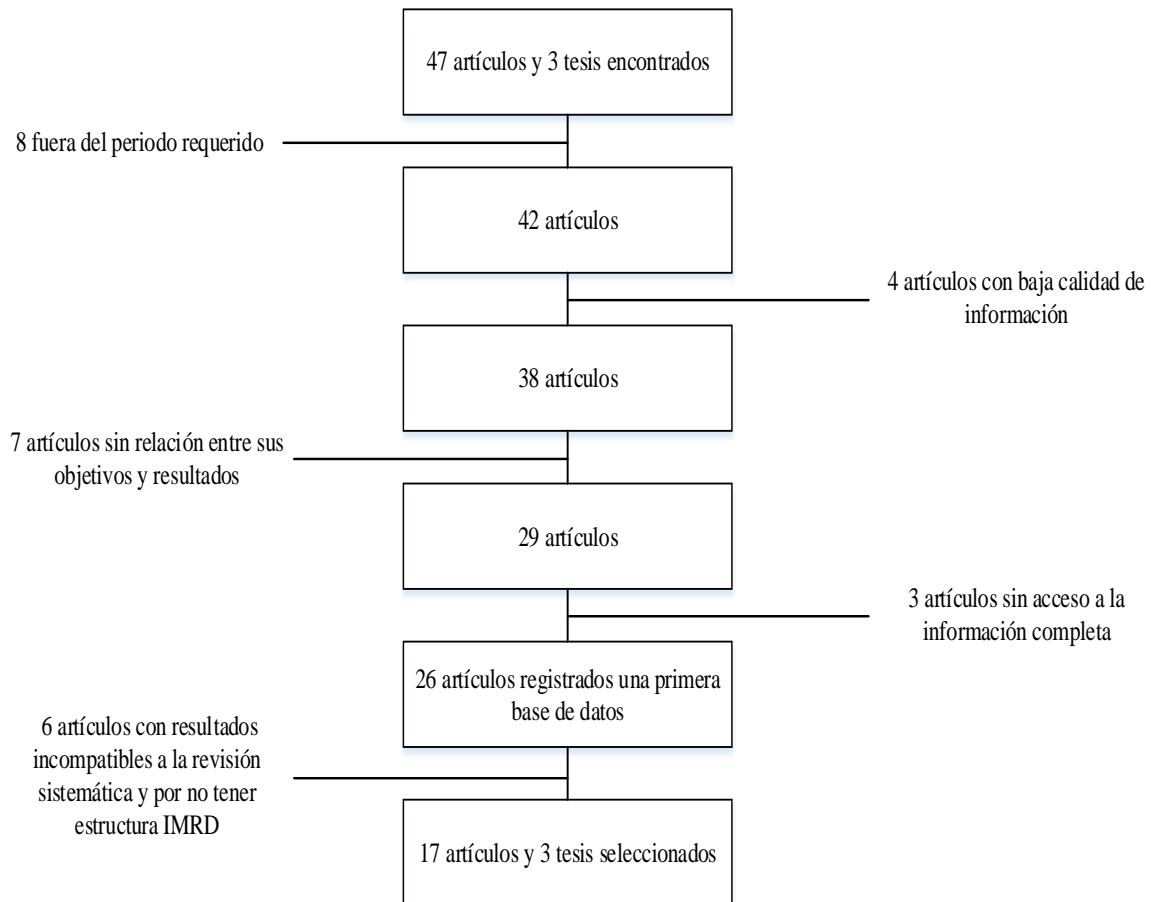 47 artículos y 3 tesis encontrados
8 fuera del periodo requerido
42 artículos
4 artículos con baja calidad de
información
38 artículos
7 artículos sin relación entre sus
objetivos y resultados
29 artículos
3 artículos sin acceso a la
información completa
26 artículos registrados una primera
base de datos
6 artículos con resultados
incompatibles a la revisión
sistemática y por no tener
estructura IMRD
17 artículos y 3 tesis seleccionados